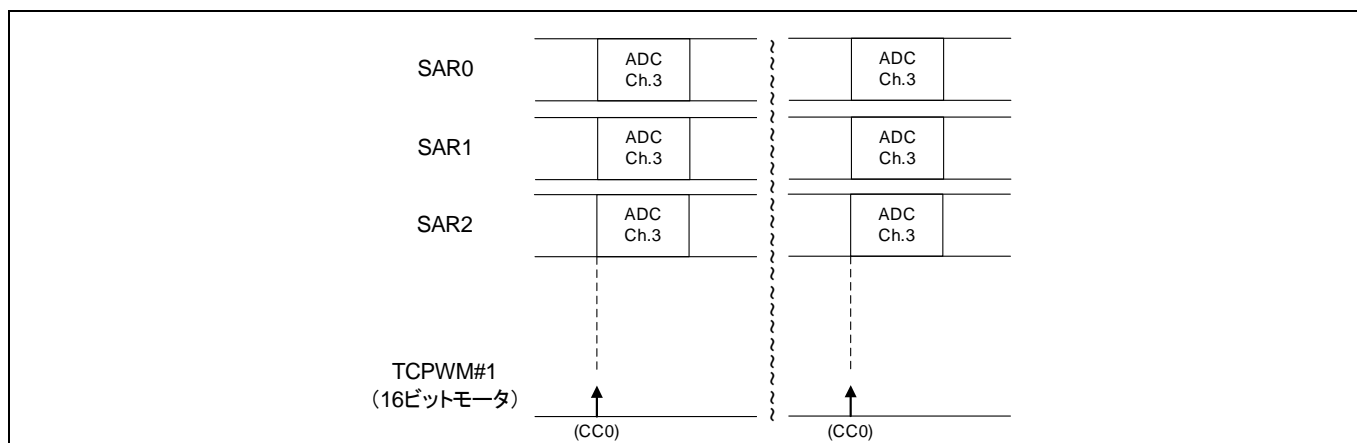 SAR0
ADC
Ch.3
ADC
Ch.3
SAR1
ADC
Ch.3
ADC
Ch.3
SAR2
ADC
Ch.3
ADC
Ch.3
TCPWM#1
（16ビットモータ）
(CC0)
(CC0)